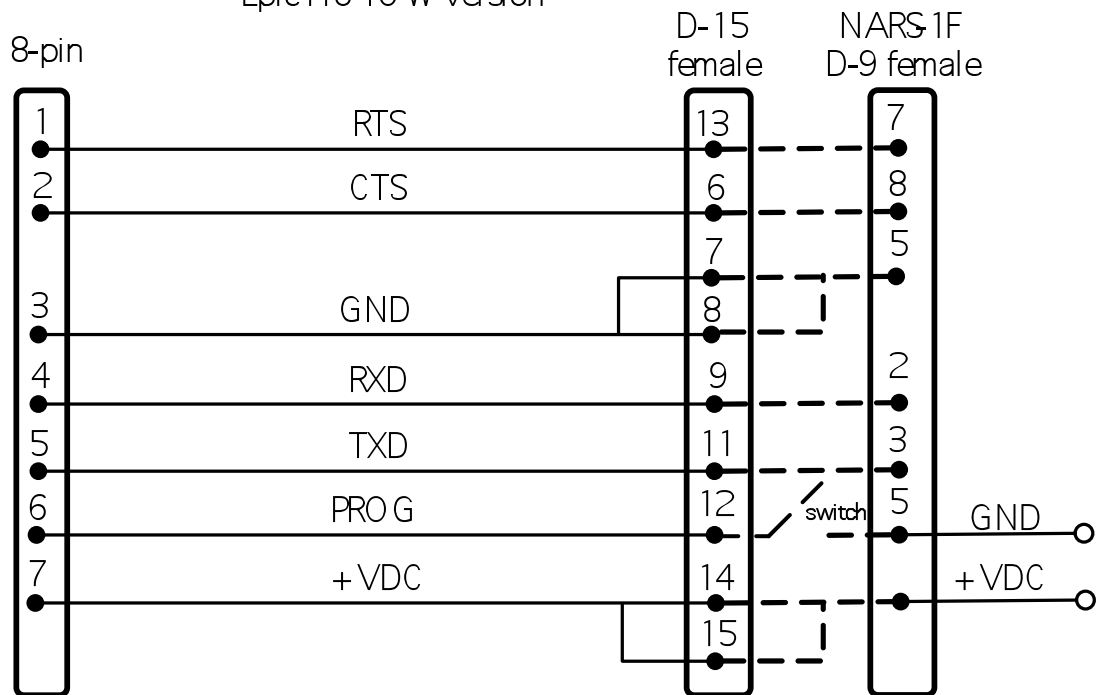 8-pin
D-15
female
NARS-1F
D-9 female
1 RTS 13 7
2 CTS 6 8
7 5
3 GND 8
4 RXD 9 2
5 TXD 11 3
6 PROG 12 switch 5 GND
7 +VDC 14 +VDC
15